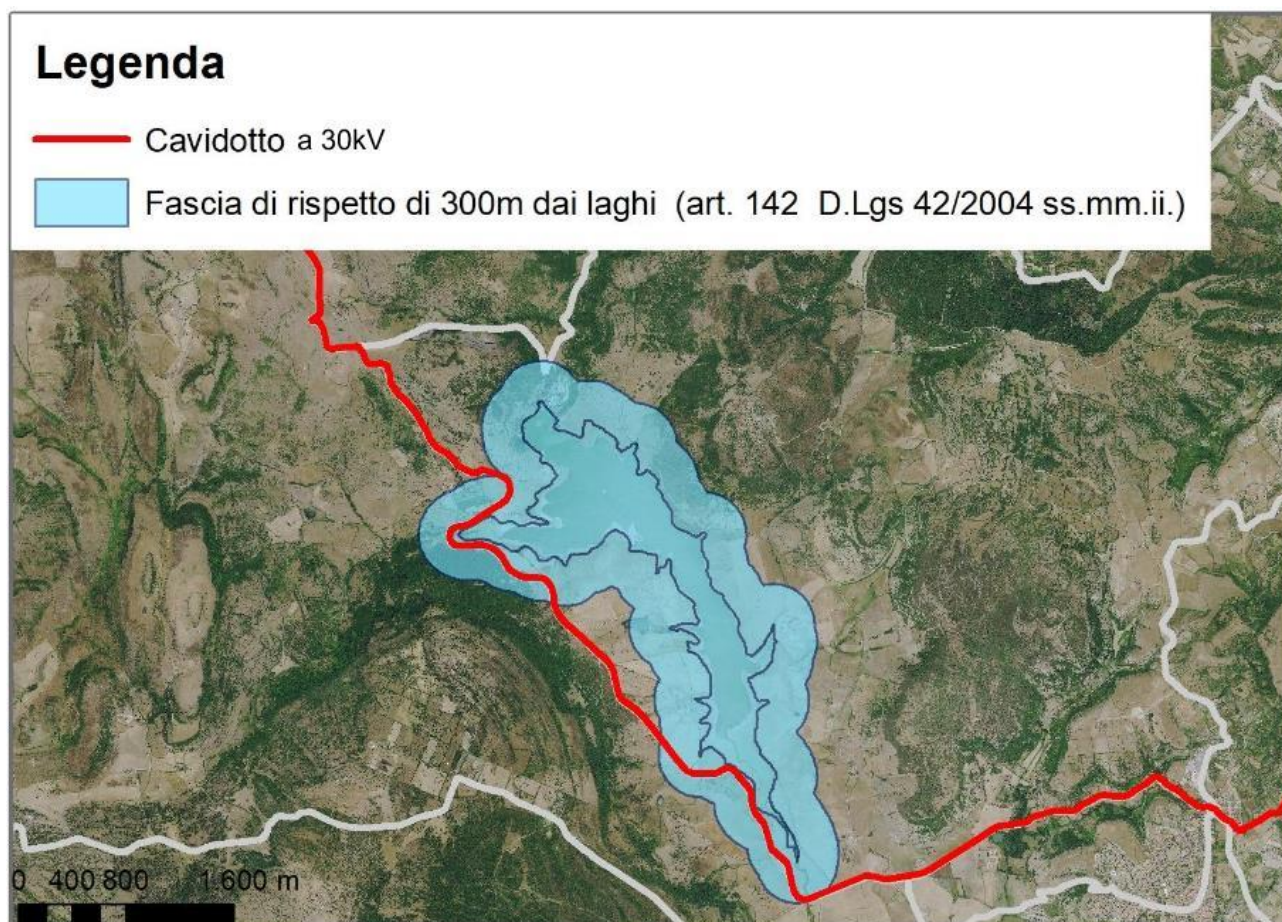 Legenda
Cavidotto a 30kV
Fascia di rispetto di 300m dai laghi (art. 142 D.Lgs 42/2004 ss.mm.ii.)
0 400 800 1 600 m